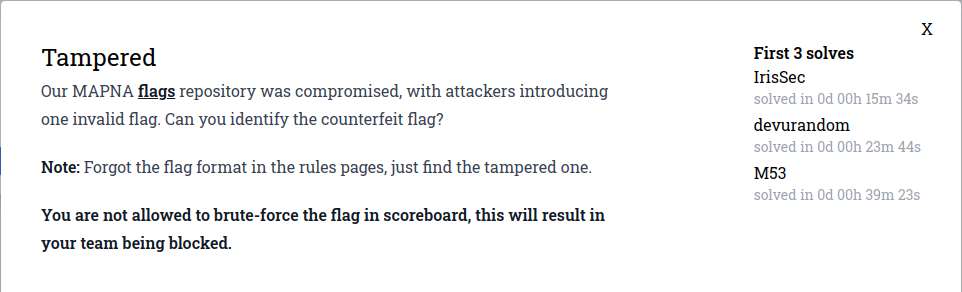 X
Tampered
Our MAPNA flags repository was compromised, with attackers introducing
one invalid flag. Can you identify the counterfeit flag?
Note: Forgot the flag format in the rules pages, just find the tampered one.
You are not allowed to brute-force the flag in scoreboard, this will result in
your team being blocked.
First 3 solves
IrisSec
solved in 0d 00h 15m 34s
devurandom
solved in 0d 00h 23m 44s
M53
solved in 0d 00h 39m 23s